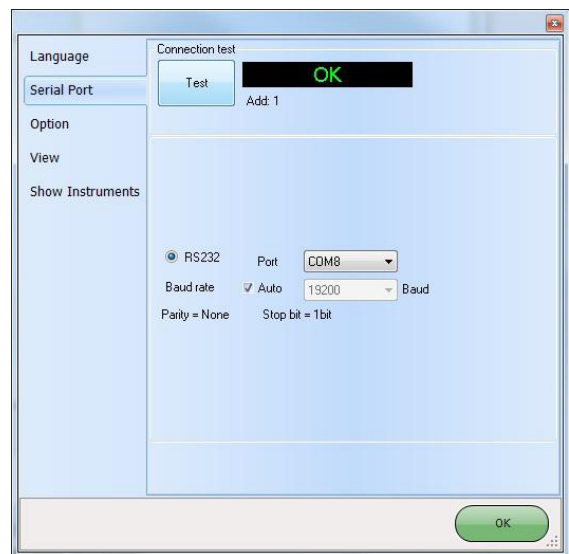 Language
Serial Port
Option
View
Show Instruments
Connection test
Test
OK
Add: 1
RS232 Port COM8
Baud rate Auto 19200 Baud
Parity = None Stop bit = 1bit
OK